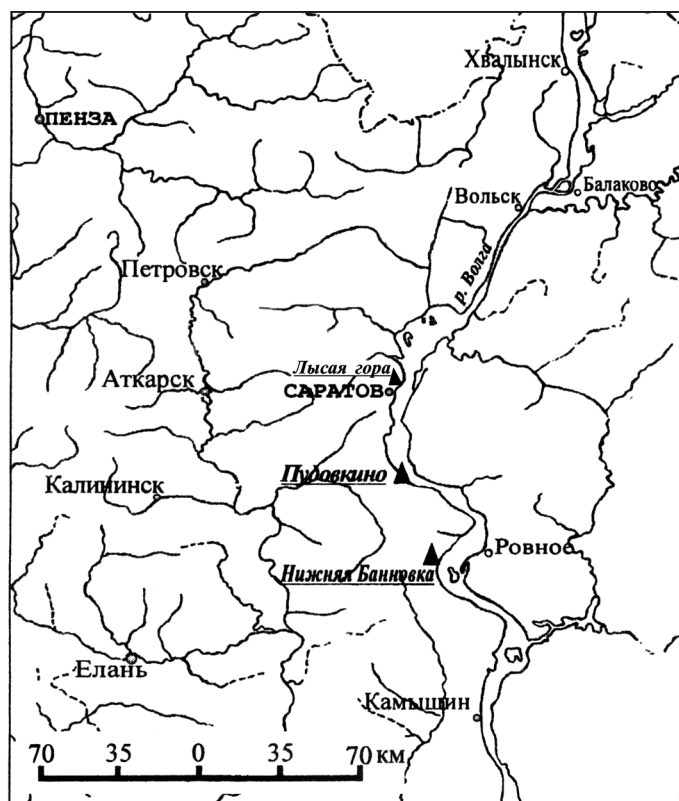 Хвалынск
ПЕНЗА
Балаково
Вольск
р. Волга
Петровск
Лысая гора
Аткарск
САРАТОВ
Пудовкино
Калининск
Ровное
Нижняя Банновка
Елань
Камышин
70 35 0 35 70 км